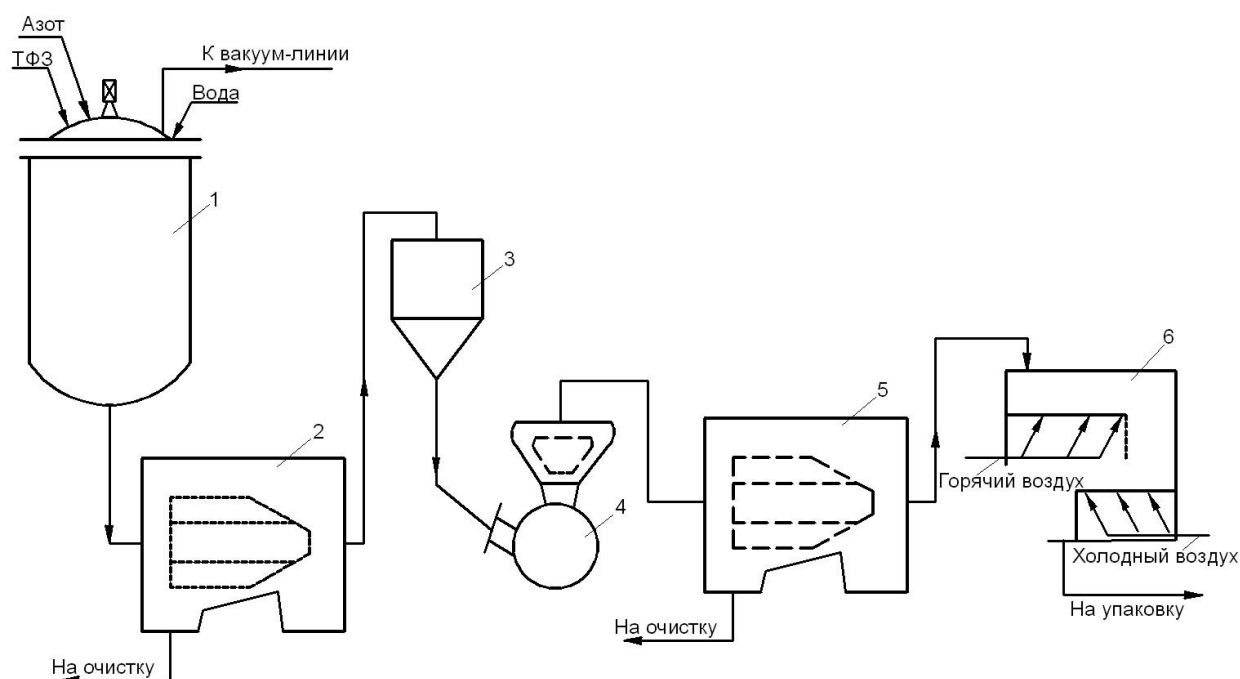 Азот
ТФЗ
К вакуум-линии
Вода
1
2
3
4
5
6
Горячий воздух
Холодный воздух
На упаковку
На очистку
На очистку